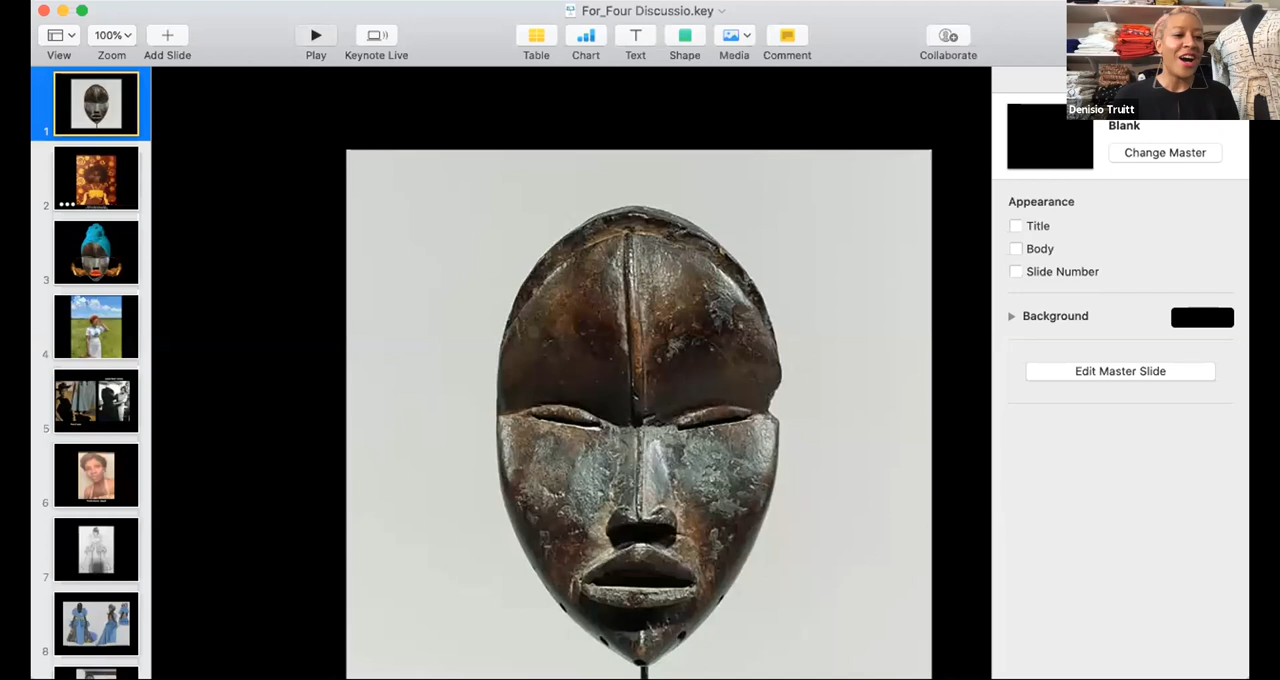 For_Four Discussio.key
100%
View
Zoom
Add Slide
Play
Keynote Live
Table
Chart
Text
Shape
Media
Comment
Collaborate
Denisio Truitt
Blank
Change Master
Appearance
Title
Body
Slide Number
Background
Edit Master Slide
1
2
3
4
5
6
7
8